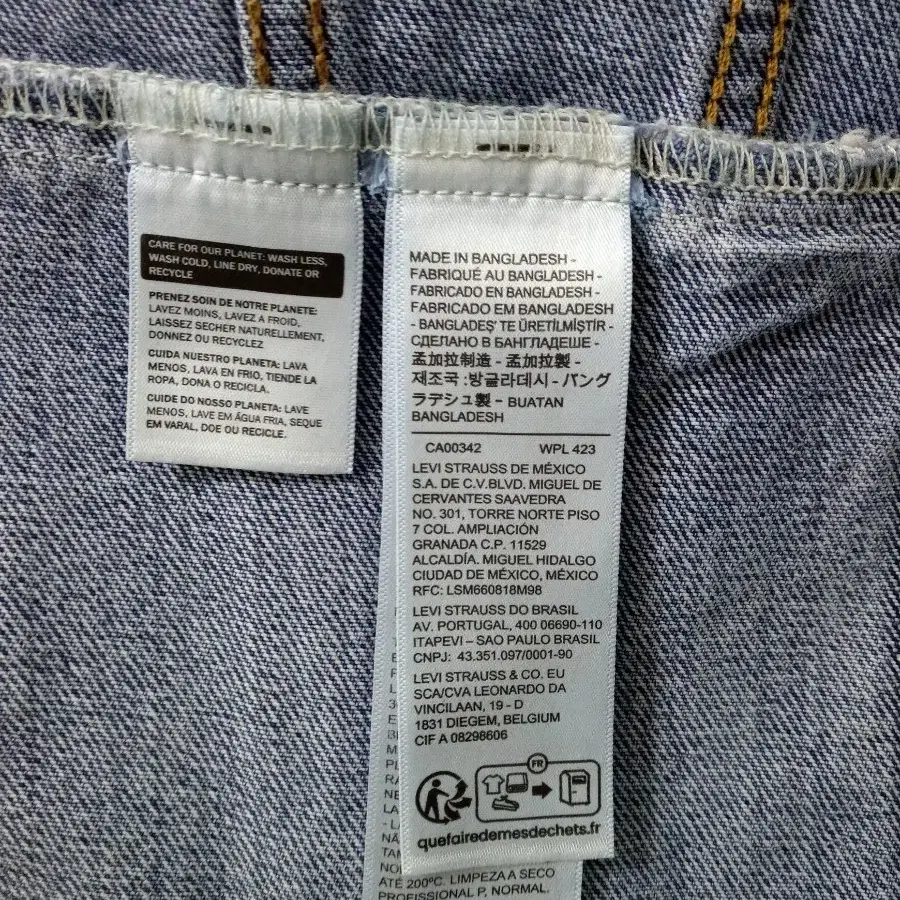 CARE FOR OUR PLANET: WASH LESS,
WASH COLD, LINE DRY, DONATE OR
RECYCLE
PRENEZ SOIN DE NOTRE PLANETE:
LAVEZ MOINS, LAVEZ A FROID,
LAISSEZ SECHER NATURELLEMENT,
DONNEZ OU RECYCLEZ
CUIDA NUESTRO PLANETA: LAVA
MENOS, LAVA EN FRIO, TIENDE LA
ROPA, DONA O RECICLA.
CUIDE DO NOSSO PLANETA: LAVE
MENOS, LAVE EM ÁGUA FRIA, SEQUE
EM VARAL, DOE OU RECICLE.
MADE IN BANGLADESH -
FABRIQUÉ AU BANGLADESH -
FABRICADO EN BANGLADESH -
FABRICADO EM BANGLADESH
- BANGLADEŞ' TE ÜRETİLMİŞTİR -
СДЕЛАНО В БАНГЛАДЕШЕ -
孟加拉制造 - 孟加拉製 -
제조국 :방글라데시 - バング
ラデシュ製 - BUATAN
BANGLADESH
CA00342 WPL 423
LEVI STRAUSS DE MÉXICO
S.A. DE C.V.BLVD. MIGUEL DE
CERVANTES SAAVEDRA
NO. 301, TORRE NORTE PISO
7 COL. AMPLIACIÓN
GRANADA C.P. 11529
ALCALDÍA. MIGUEL HIDALGO
CIUDAD DE MÉXICO, MÉXICO
RFC: LSM660818M98
LEVI STRAUSS DO BRASIL
AV. PORTUGAL, 400 06690-110
ITAPEVI – SAO PAULO BRASIL
CNPJ: 43.351.097/0001-90
LEVI STRAUSS & CO. EU
SCA/CVA LEONARDO DA
VINCILAAN, 19 - D
1831 DIEGEM, BELGIUM
CIF A 08298606
FR
quefairedemesdechets.fr
ATÉ 200ºC. LIMPEZA A SECO
PROFISSIONAL P, NORMAL.